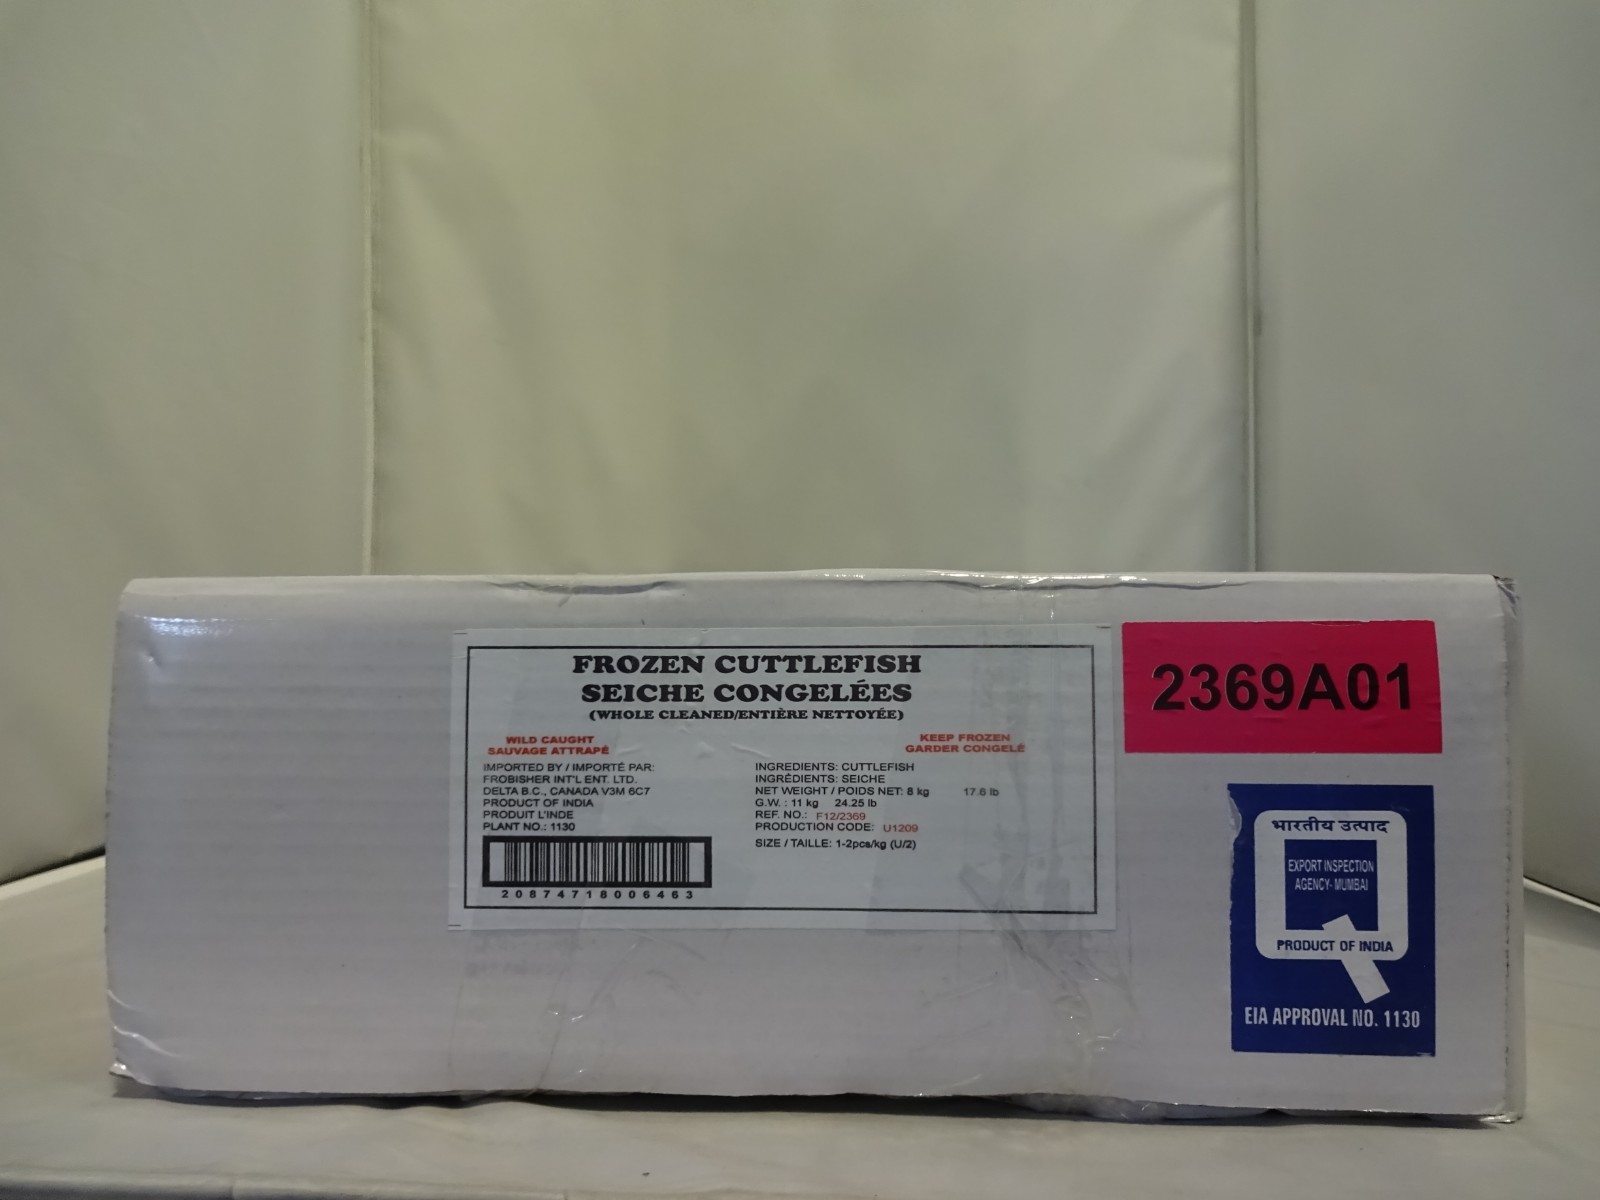 FROZEN CUTTLEFISH
SEICHE CONGELÉES
(WHOLE CLEANED/ENTIÈRE NETTOYÉE)
WILD CAUGHT
SAUVAGE ATTRAPÉ
KEEP FROZEN
GARDER CONGELÉ
IMPORTED BY / IMPORTÉ PAR:
FROBISHER INT'L ENT. LTD.
DELTA B.C., CANADA V3M 6C7
PRODUCT OF INDIA
PRODUIT L'INDE
PLANT NO.: 1130
20874718006463
INGREDIENTS: CUTTLEFISH
INGRÉDIENTS: SEICHE
NET WEIGHT / POIDS NET: 8 kg 17.6 lb
G.W. : 11 kg 24.25 lb
REF. NO.: F12/2369
PRODUCTION CODE: U1209
SIZE / TAILLE: 1-2pcs/kg (U/2)
2369A01
भारतीय उत्पाद
EXPORT INSPECTION
AGENCY- MUMBAI
PRODUCT OF INDIA
EIA APPROVAL NO. 1130